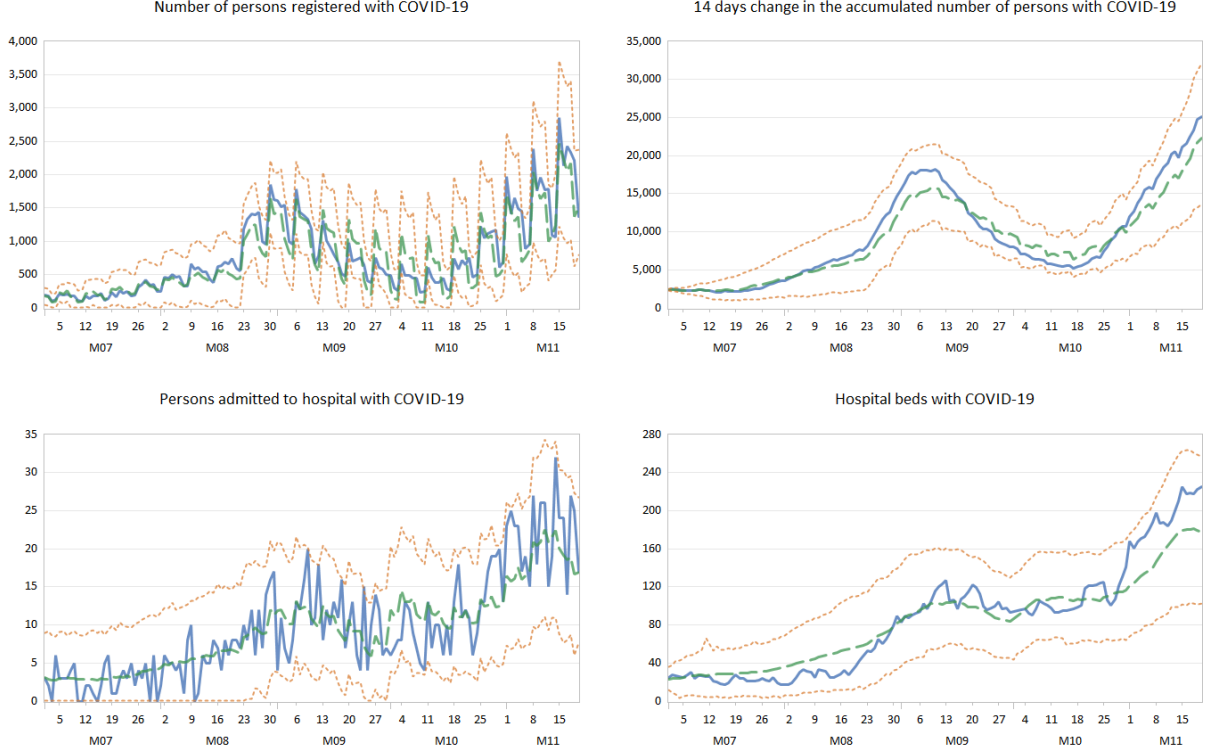 Number of persons registered with COVID-19
4,000
3,500
3,000
2,500
2,000
1,500
1,000
500
0
5 12 19 26 2 9 16 23 30 6 13 20 27 4 11 18 25 1 8 15
M07 M08 M09 M10 M11
14 days change in the accumulated number of persons with COVID-19
35,000
30,000
25,000
20,000
15,000
10,000
5,000
0
5 12 19 26 2 9 16 23 30 6 13 20 27 4 11 18 25 1 8 15
M07 M08 M09 M10 M11
Persons admitted to hospital with COVID-19
35
30
25
20
15
10
5
0
5 12 19 26 2 9 16 23 30 6 13 20 27 4 11 18 25 1 8 15
M07 M08 M09 M10 M11
Hospital beds with COVID-19
280
240
200
160
120
80
40
0
5 12 19 26 2 9 16 23 30 6 13 20 27 4 11 18 25 1 8 15
M07 M08 M09 M10 M11